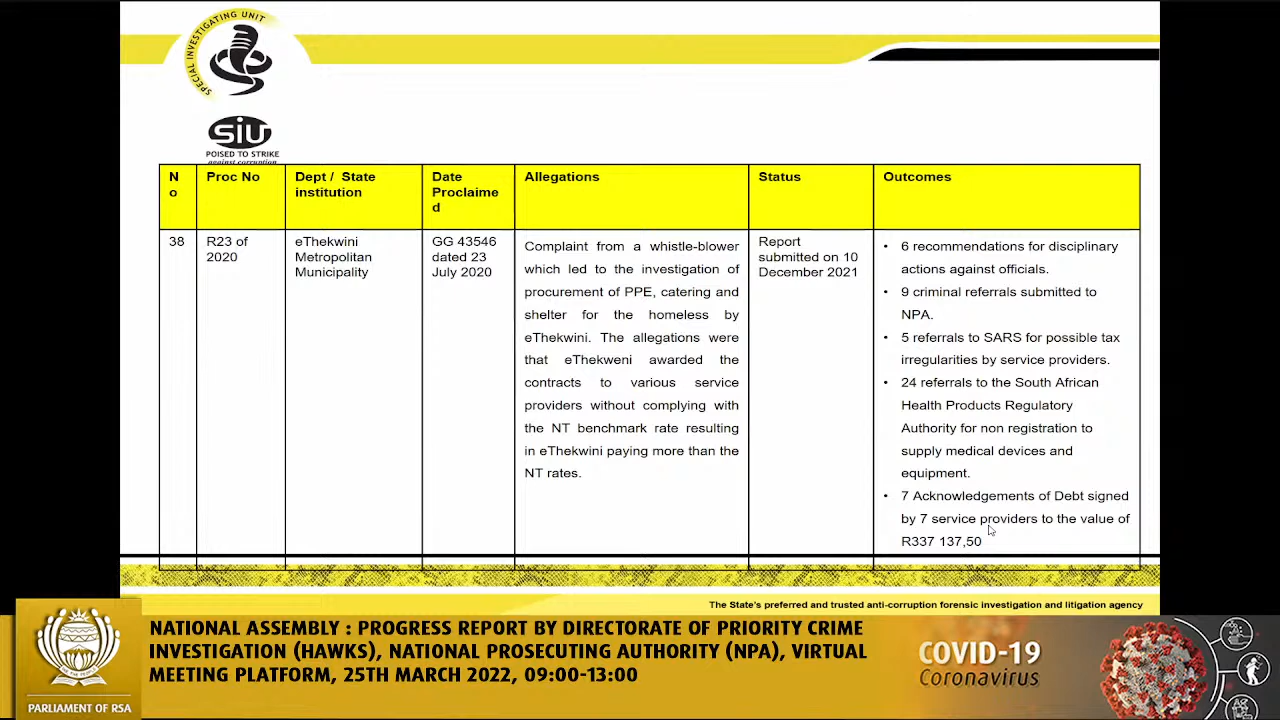 SPECIAL INVESTIGATING UNIT
SiU
POISED TO STRIKE
against corruption
N
o
Proc No
Dept / State
institution
Date
Proclaime
d
Allegations
Status
Outcomes
38
R23 of
2020
eThekwini
Metropolitan
Municipality
GG 43546
dated 23
July 2020
Complaint from a whistle-blower
which led to the investigation of
procurement of PPE, catering and
shelter for the homeless by
eThekwini. The allegations were
that eThekweni awarded the
contracts to various service
providers without complying with
the NT benchmark rate resulting
in eThekwini paying more than the
NT rates.
Report
submitted on 10
December 2021
• 6 recommendations for disciplinary
actions against officials.
• 9 criminal referrals submitted to
NPA.
• 5 referrals to SARS for possible tax
irregularities by service providers.
• 24 referrals to the South African
Health Products Regulatory
Authority for non registration to
supply medical devices and
equipment.
• 7 Acknowledgements of Debt signed
by 7 service providers to the value of
R337 137,50
The State's preferred and trusted anti-corruption forensic investigation and litigation agency
PARLIAMENT OF RSA
NATIONAL ASSEMBLY : PROGRESS REPORT BY DIRECTORATE OF PRIORITY CRIME
INVESTIGATION (HAWKS), NATIONAL PROSECUTING AUTHORITY (NPA), VIRTUAL
MEETING PLATFORM, 25TH MARCH 2022, 09:00-13:00
COVID-19
Coronavirus